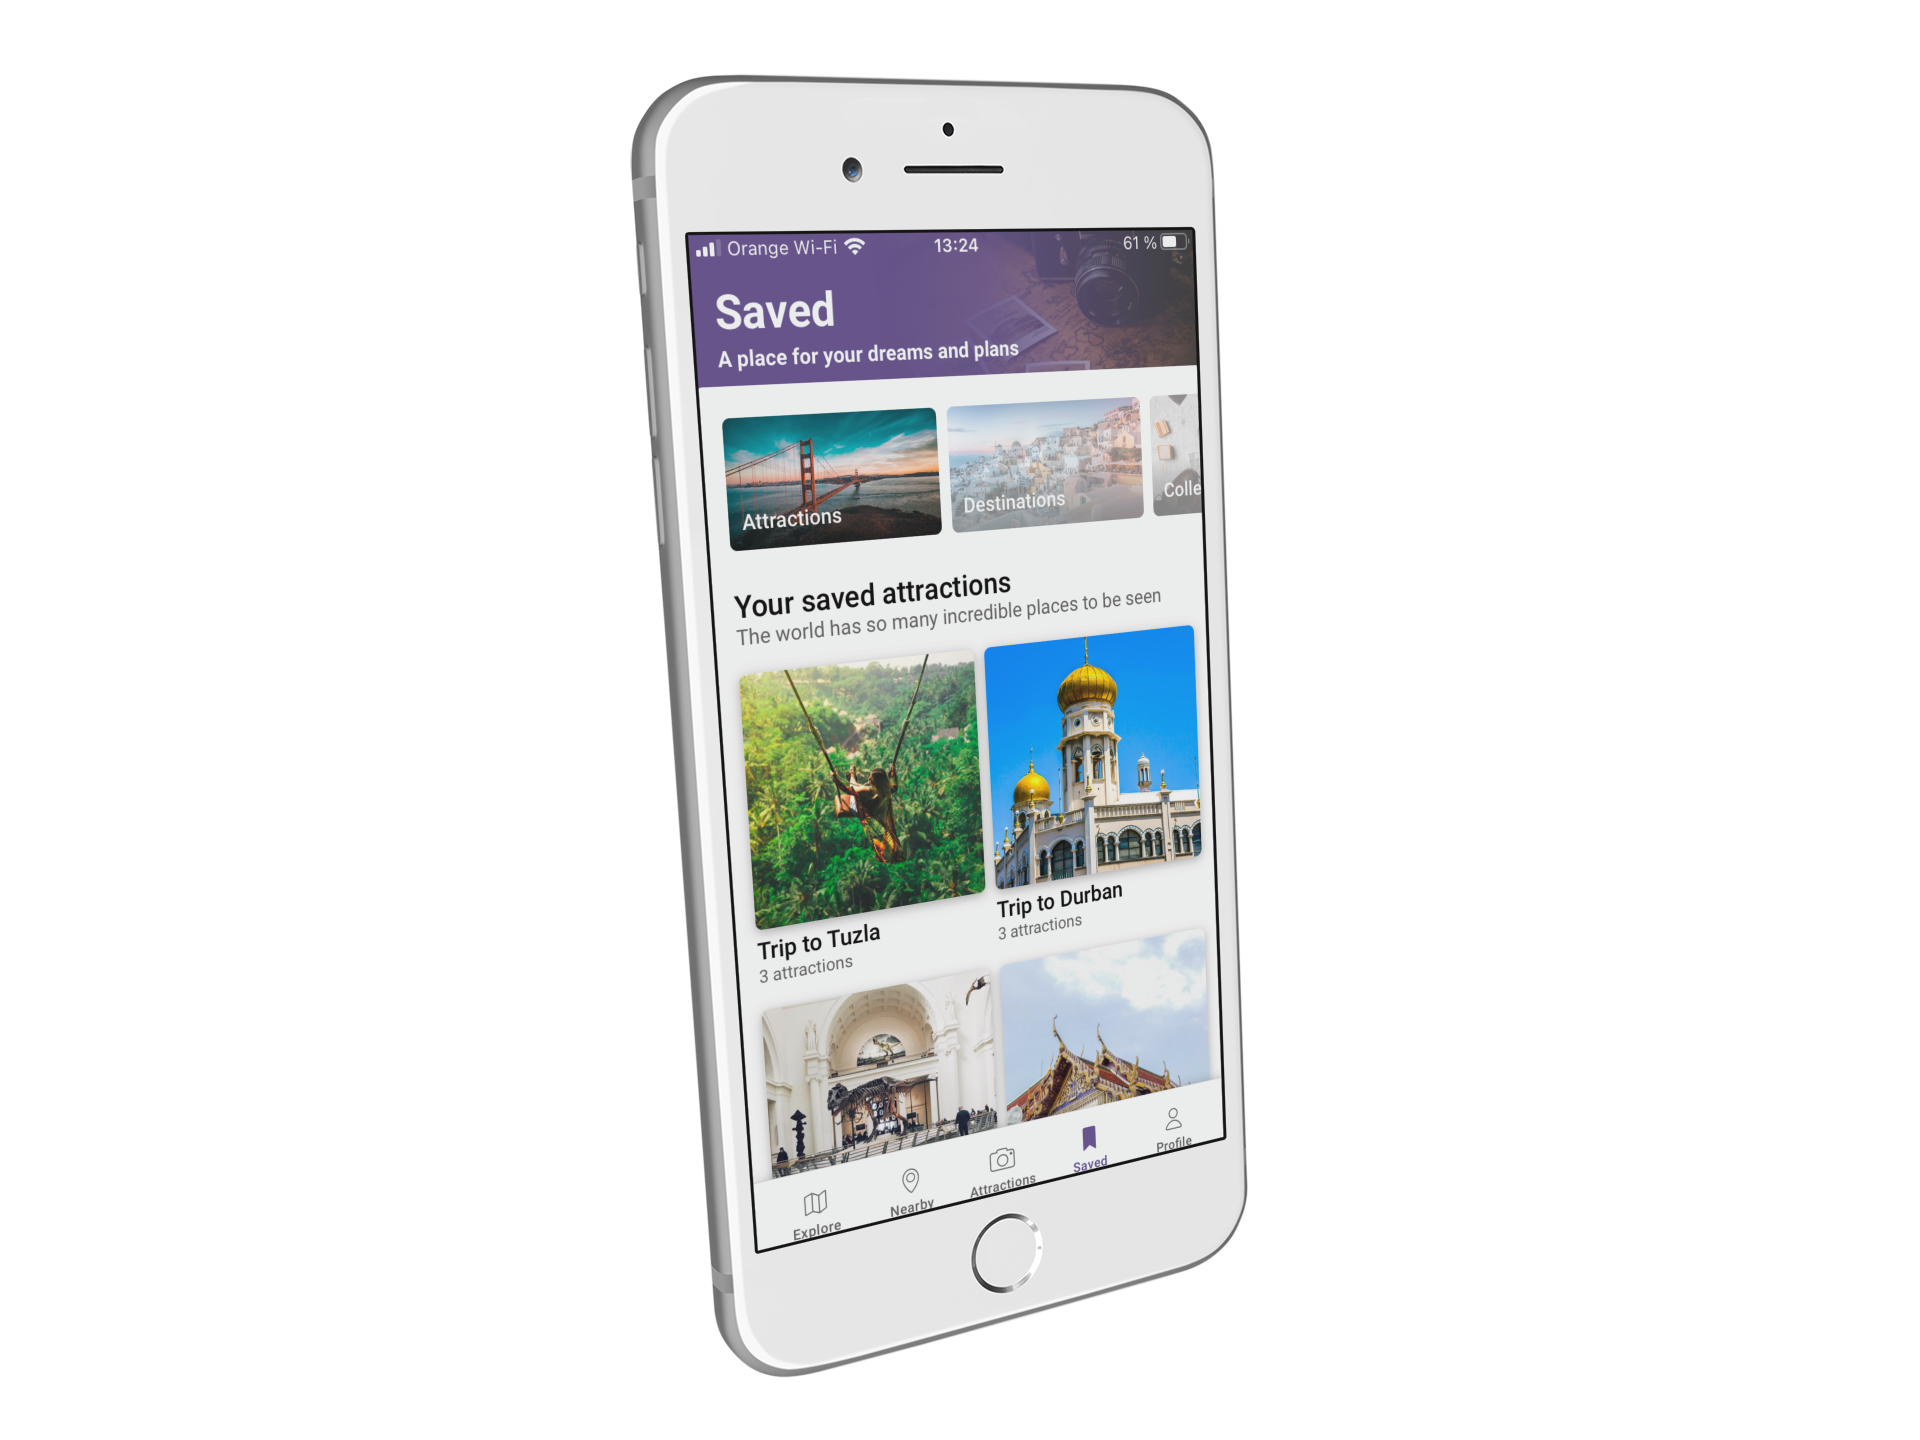 Orange Wi-Fi 13:24 61 %
Saved
A place for your dreams and plans
Attractions Destinations Colle
Your saved attractions
The world has so many incredible places to be seen
Trip to Tuzla Trip to Durban
3 attractions 3 attractions
Explore Nearby Attractions Saved Profile